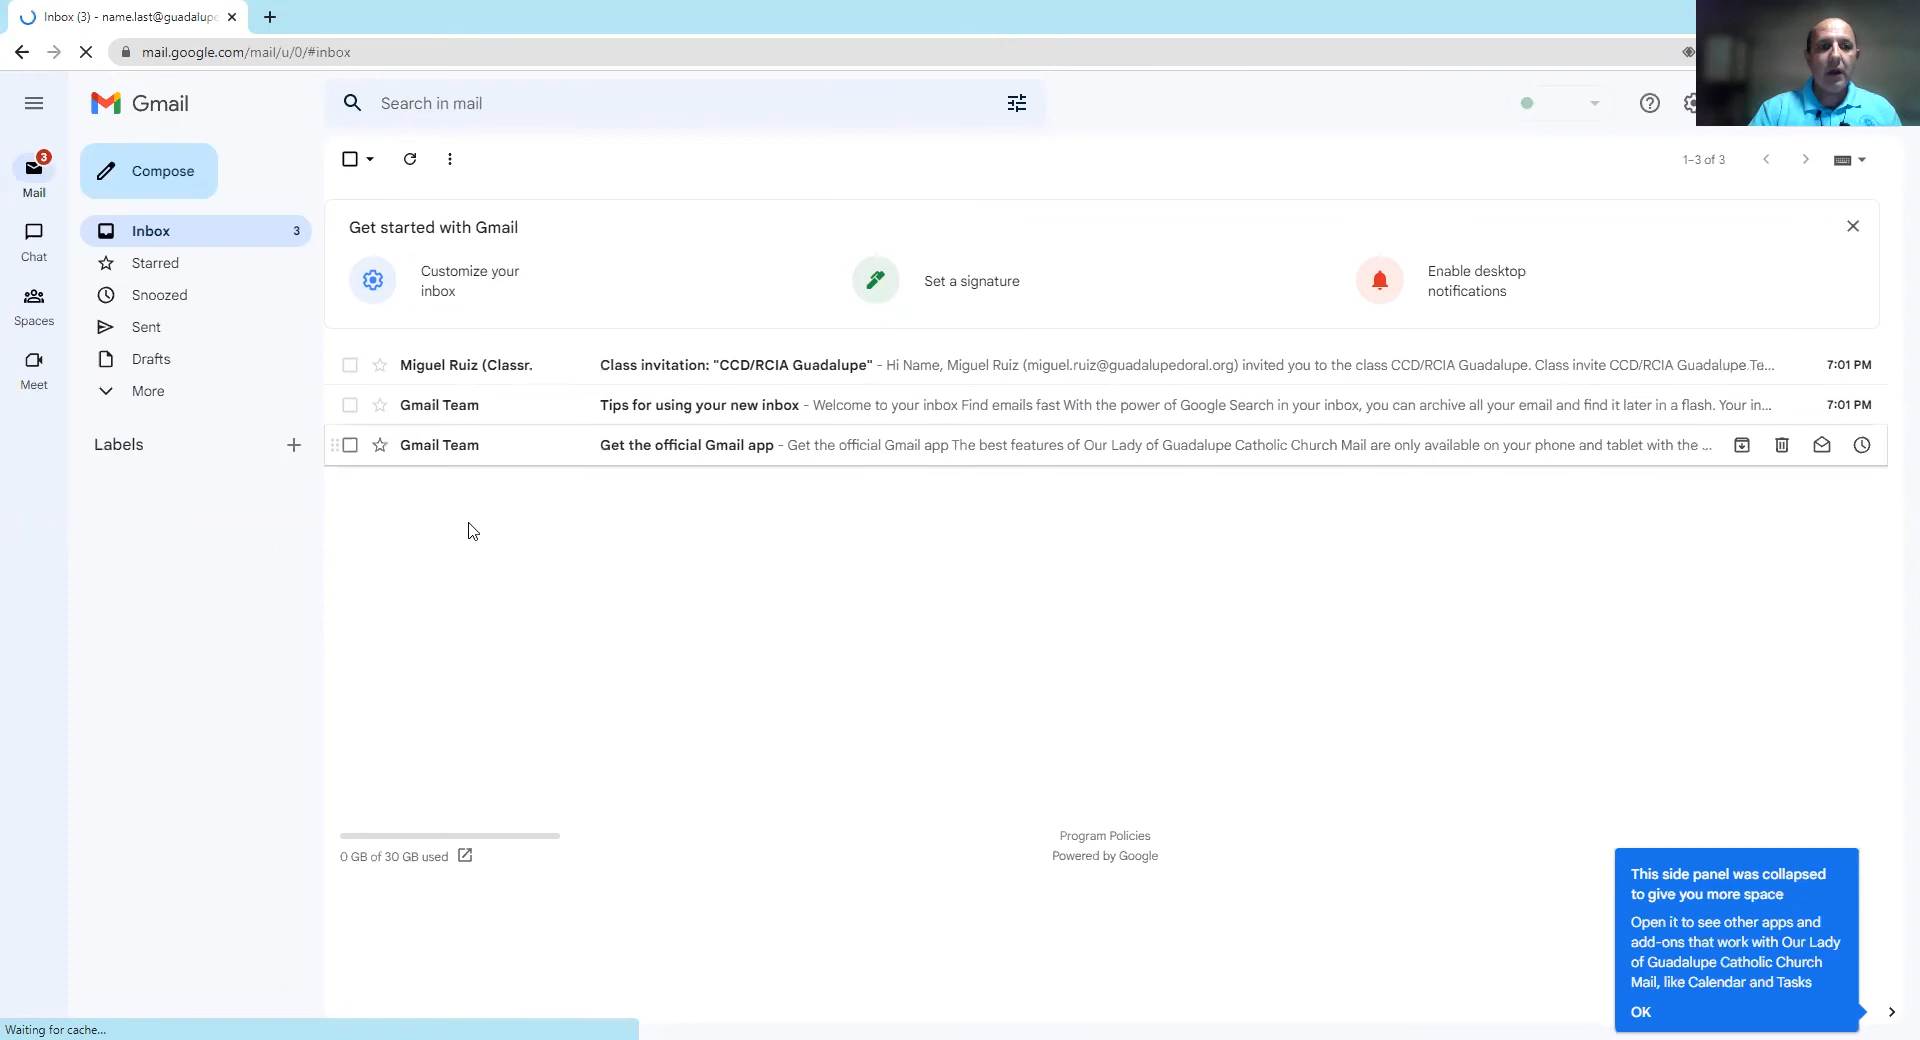 Inbox (3) - name.last@guadalupe
mail.google.com/mail/u/0/#inbox
Gmail
Search in mail
3
Mail
Compose
1–3 of 3
Inbox 3
Get started with Gmail
Chat
Starred
Customize your
inbox
Set a signature
Enable desktop
notifications
Snoozed
Spaces
Sent
Drafts
Miguel Ruiz (Classr. Class invitation: "CCD/RCIA Guadalupe" - Hi Name, Miguel Ruiz (miguel.ruiz@guadalupedoral.org) invited you to the class CCD/RCIA Guadalupe. Class invite CCD/RCIA Guadalupe Te... 7:01 PM
Meet
More
Gmail Team Tips for using your new inbox - Welcome to your inbox Find emails fast With the power of Google Search in your inbox, you can archive all your email and find it later in a flash. Your in... 7:01 PM
Labels
Gmail Team Get the official Gmail app - Get the official Gmail app The best features of Our Lady of Guadalupe Catholic Church Mail are only available on your phone and tablet with the ...
0 GB of 30 GB used
Program Policies
Powered by Google
This side panel was collapsed
to give you more space
Open it to see other apps and
add-ons that work with Our Lady
of Guadalupe Catholic Church
Mail, like Calendar and Tasks
OK
Waiting for cache...